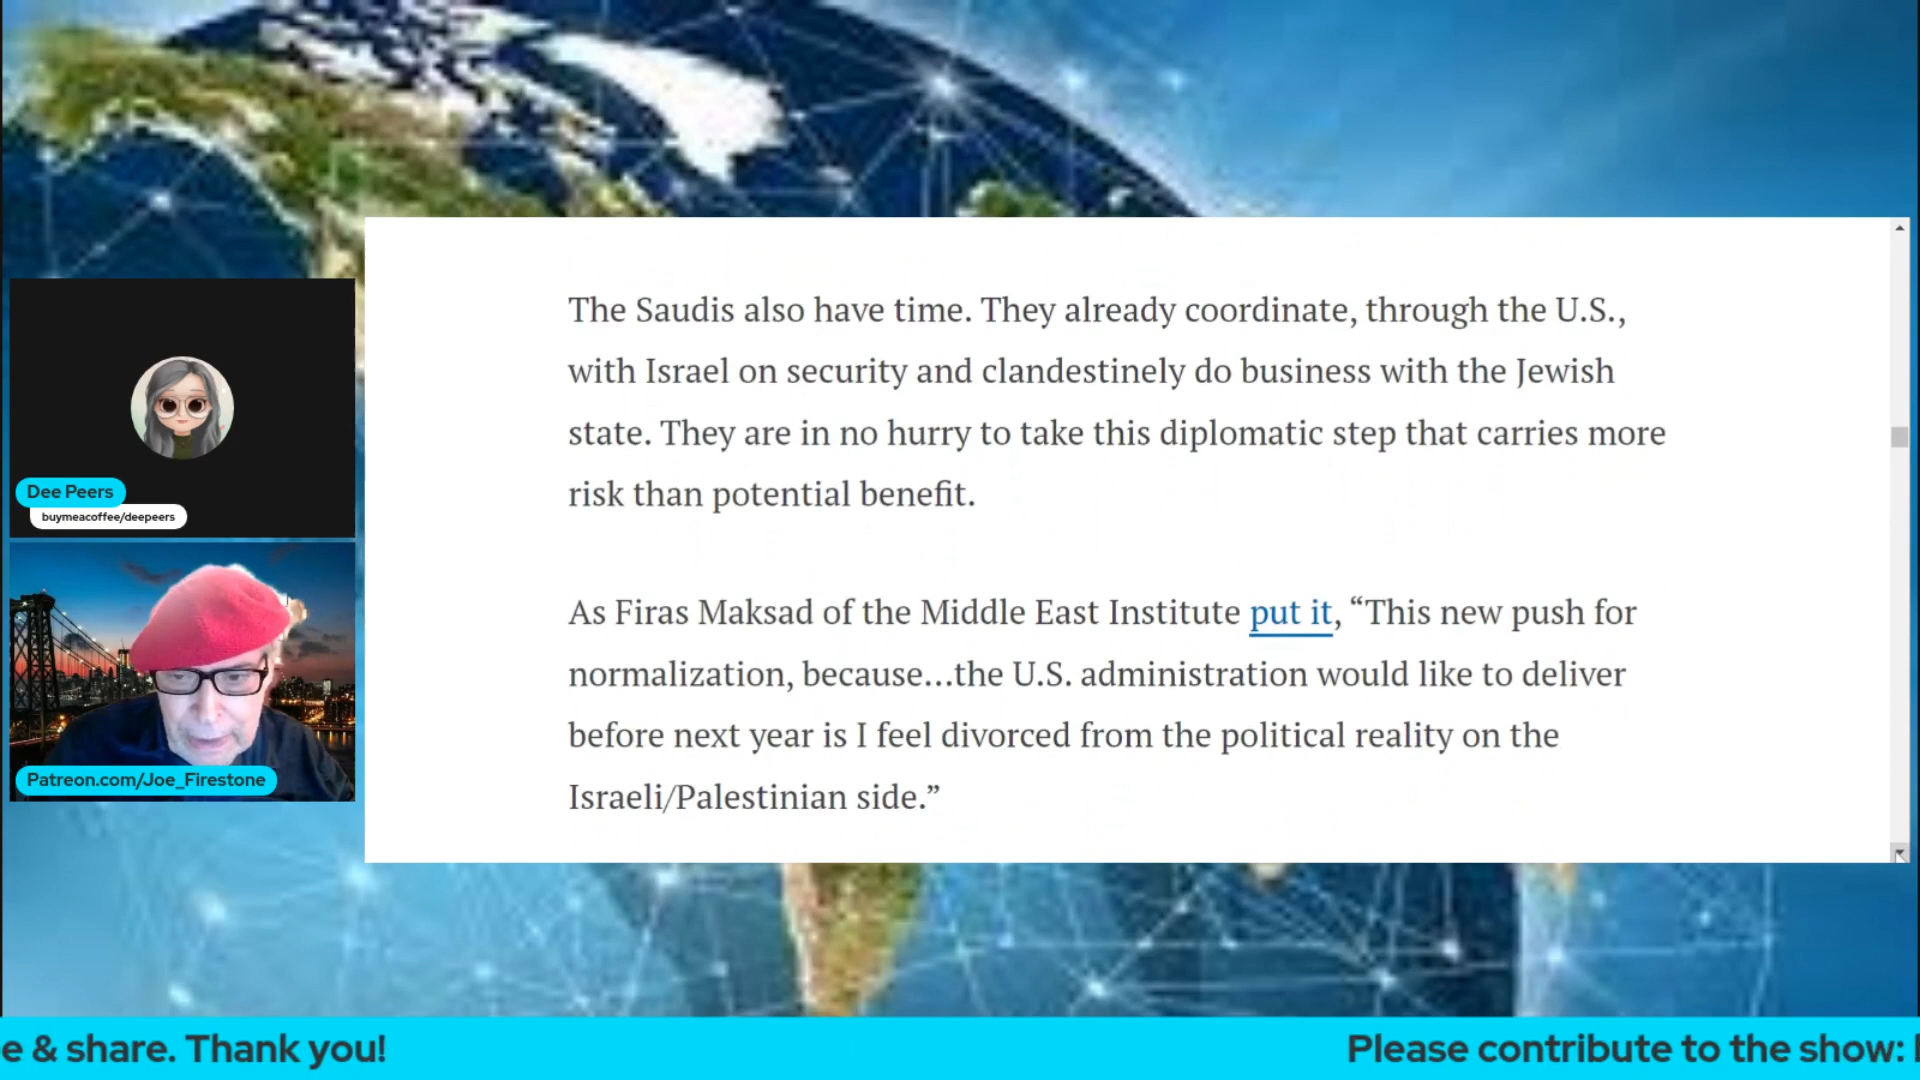 The Saudis also have time. They already coordinate, through the U.S.,
with Israel on security and clandestinely do business with the Jewish
state. They are in no hurry to take this diplomatic step that carries more
risk than potential benefit.
As Firas Maksad of the Middle East Institute put it, “This new push for
normalization, because...the U.S. administration would like to deliver
before next year is I feel divorced from the political reality on the
Israeli/Palestinian side.”
Dee Peers
buymeacoffee/deepeers
Patreon.com/Joe_Firestone
e & share. Thank you!
Please contribute to the show: